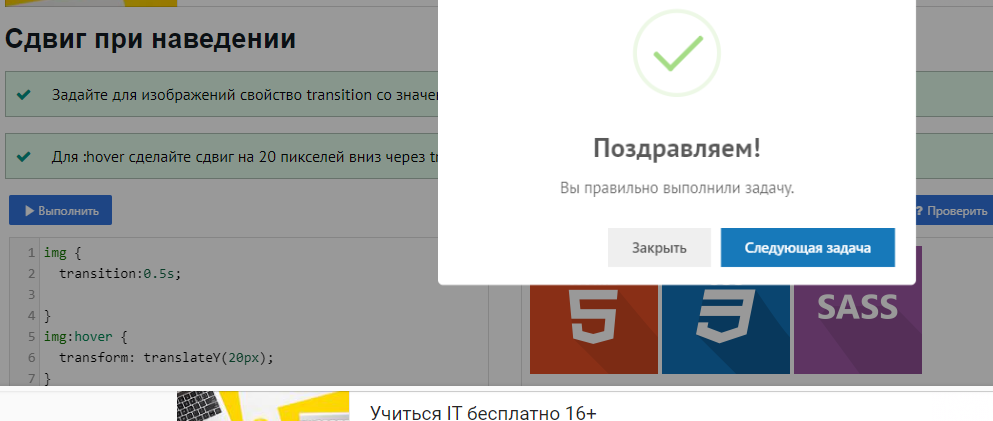 Сдвиг при наведении
Задайте для изображений свойство transition со
Для :hover сделайте сдвиг на 20 пикселей вниз через
Поздравляем!
Вы правильно выполнили задачу.
Закрыть
Следующая задача
Выполнить
? Проверить
1 img {
2 transition:0.5s;
3
4 }
5 img:hover {
6 transform: translateY(20px);
7 }
5
3
SASS
Учиться IT бесплатно 16+